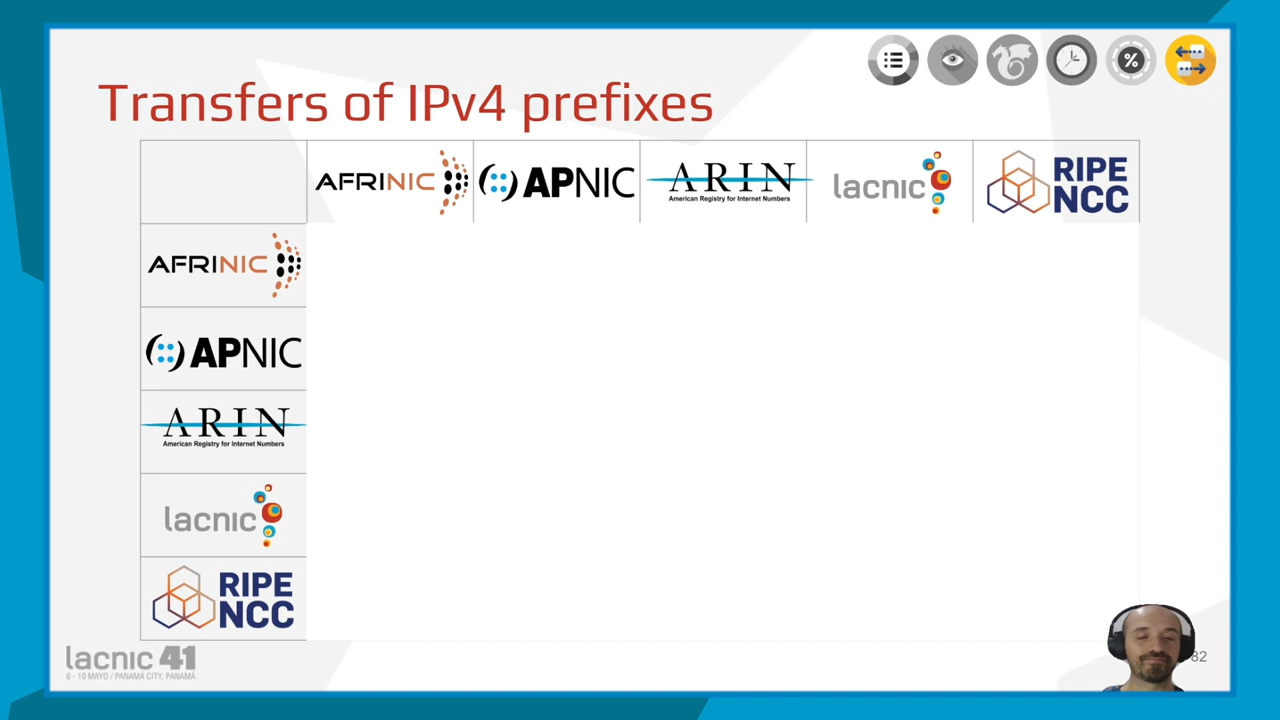 %
Transfers of IPv4 prefixes
AFRINIC APNIC ARIN lacnic RIPE NCC
American Registry for Internet Numbers
AFRINIC
APNIC
ARIN
American Registry for Internet Numbers
lacnic
RIPE
NCC
lacnic 41
6 - 10 MAYO / PANAMÁ CITY, PANAMÁ
82